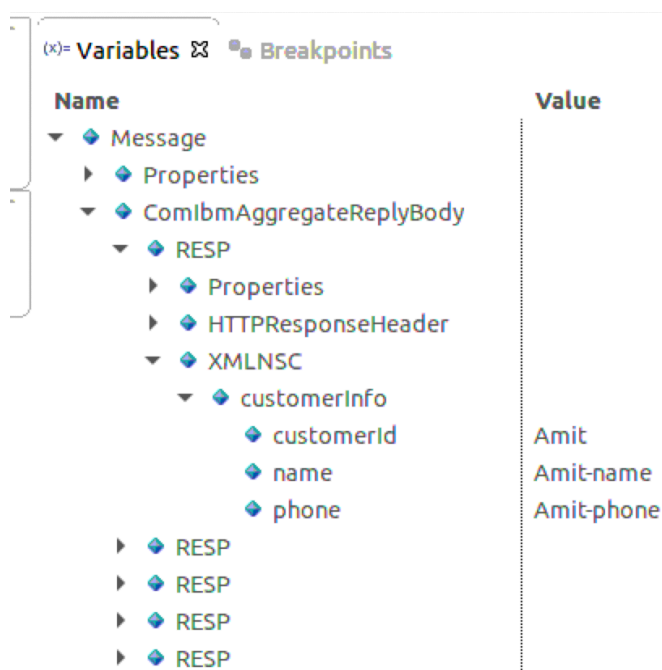 (x)= Variables Breakpoints
Name Value
Message
Properties
ComIbmAggregateReplyBody
RESP
Properties
HTTPResponseHeader
XMLNSC
customerInfo
customerId Amit
name Amit-name
phone Amit-phone
RESP
RESP
RESP
RESP